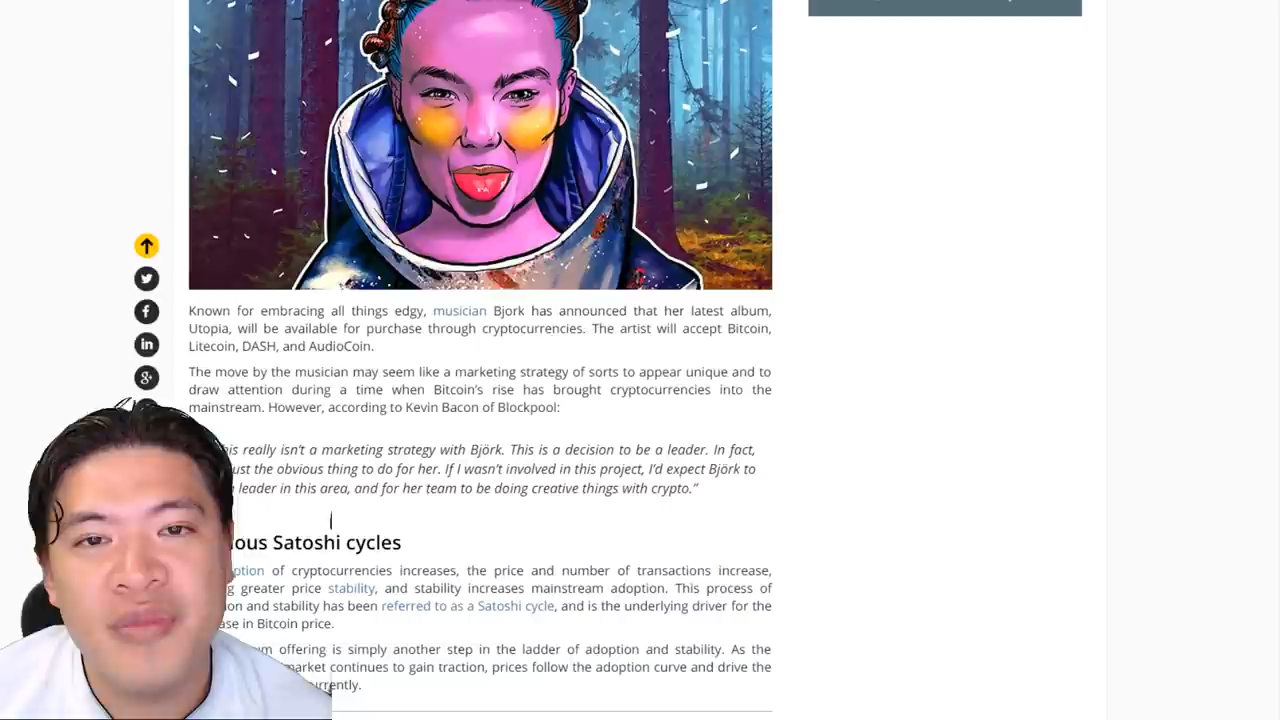 Known for embracing all things edgy, musician Bjork has announced that her latest album,
Utopia, will be available for purchase through cryptocurrencies. The artist will accept Bitcoin,
Litecoin, DASH, and AudioCoin.
The move by the musician may seem like a marketing strategy of sorts to appear unique and to
draw attention during a time when Bitcoin's rise has brought cryptocurrencies into the
mainstream. However, according to Kevin Bacon of Blockpool:
really isn't a marketing strategy with Björk. This is a decision to be a leader. In fact,
the obvious thing to do for her. If I wasn't involved in this project, I'd expect Björk to
leader in this area, and for her team to be doing creative things with crypto."
Satoshi cycles
of cryptocurrencies increases, the price and number of transactions increase,
greater price stability, and stability increases mainstream adoption. This process of
and stability has been referred to as a Satoshi cycle, and is the underlying driver for the
in Bitcoin price.
offering is simply another step in the ladder of adoption and stability. As the
market continues to gain traction, prices follow the adoption curve and drive the
f
in
g+